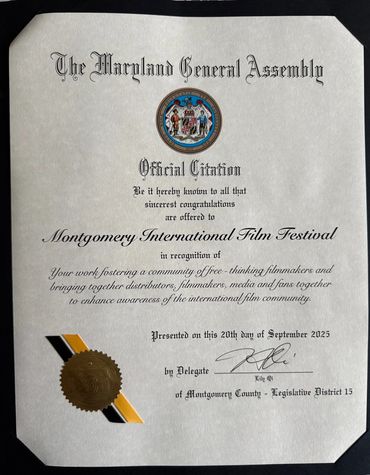 The Maryland General Assembly
Official Citation
Be it hereby known to all that
sincerest congratulations
are offered to
Montgomery International Film Festival
in recognition of
Your work fostering a community of free-thinking filmmakers and
bringing together distributors, filmmakers, media and fans together
to enhance awareness of the international film community.
Presented on this 20th day of September 2025
by Delegate
Lily Qi
of Montgomery County - Legislative District 15